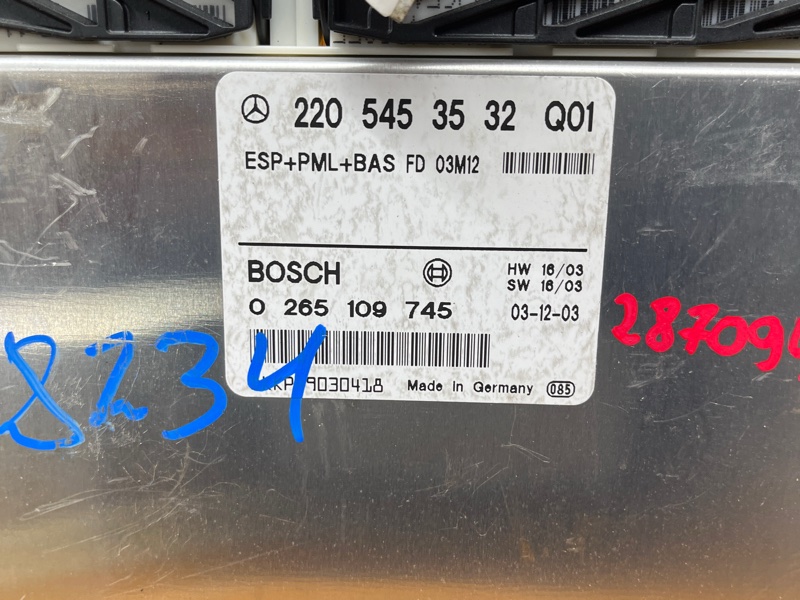 220 545 35 32 Q01
ESP+PML+BAS FD 03M12
BOSCH
HW 16/03
SW 16/03
0 265 109 745
03-12-03
Made in Germany 085
8234